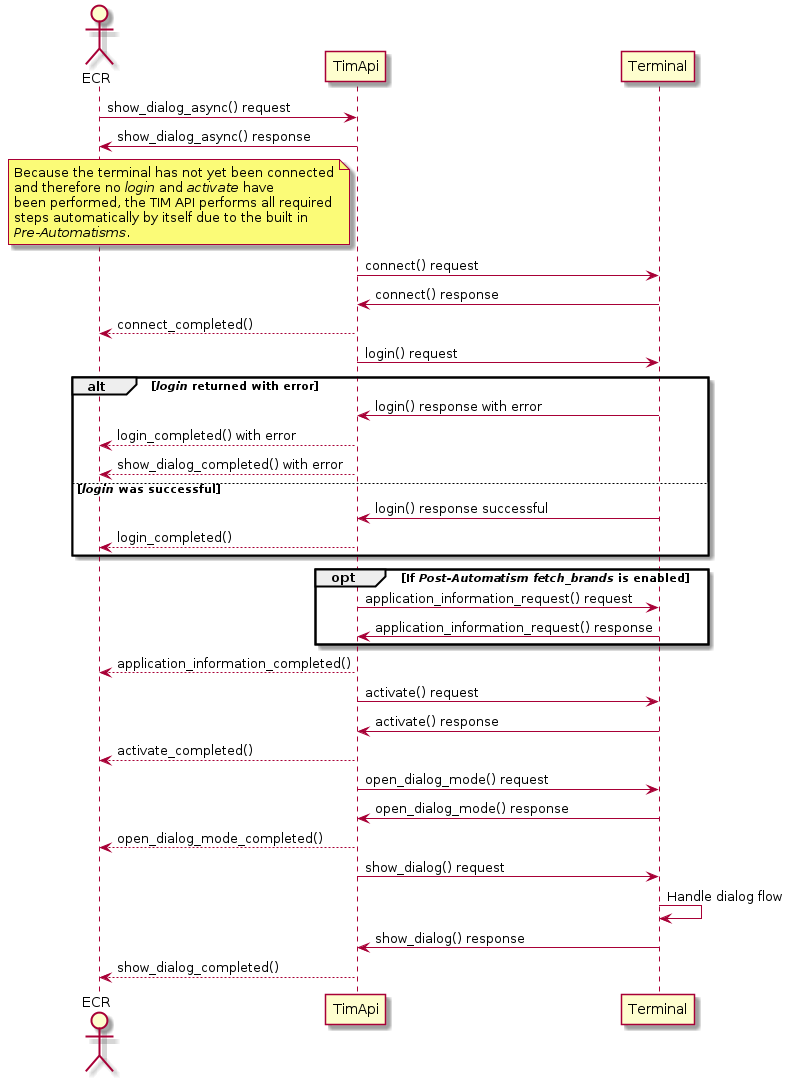 ECR
TimApi
Terminal
show_dialog_async() request
show_dialog_async() response
Because the terminal has not yet been connected
and therefore no login and activate have
been performed, the TIM API performs all required
steps automatically by itself due to the built in
Pre-Automatisms.
connect() request
connect() response
connect_completed()
login() request
alt [login returned with error]
login() response with error
login_completed() with error
show_dialog_completed() with error
[login was successful]
login() response successful
login_completed()
opt [If Post-Automatism fetch_brands is enabled]
application_information_request() request
application_information_request() response
application_information_completed()
activate() request
activate() response
activate_completed()
open_dialog_mode() request
open_dialog_mode() response
open_dialog_mode_completed()
show_dialog() request
Handle dialog flow
show_dialog() response
show_dialog_completed()
ECR
TimApi
Terminal